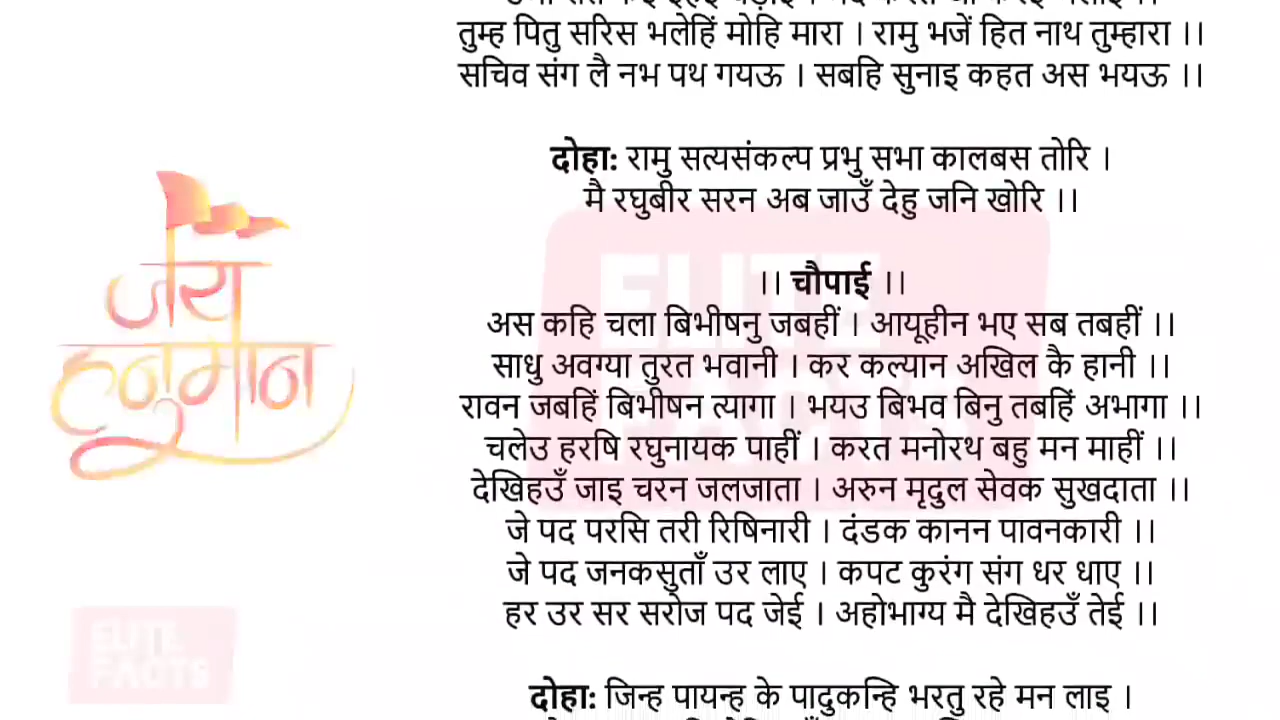 तुम्ह पितु सरिस भलेहिं मोहि मारा । रामु भजें हित नाथ तुम्हारा ।।
सचिव संग लै नभ पथ गयऊ । सबहि सुनाइ कहत अस भयऊ ।।
दोहा: रामु सत्यसंकल्प प्रभु सभा कालबस तोरि ।
मै रघुबीर सरन अब जाउँ देहु जनि खोरि ।।
।। चौपाई ।।
अस कहि चला बिभीषनु जबहीं । आयूहीन भए सब तबहीं ।।
साधु अवग्या तुरत भवानी । कर कल्यान अखिल कै हानी ।।
रावन जबहिं बिभीषन त्यागा । भयउ बिभव बिनु तबहिं अभागा ।।
चलेउ हरषि रघुनायक पाहीं । करत मनोरथ बहु मन माहीं ।।
देखिहउँ जाइ चरन जलजाता । अरुन मृदुल सेवक सुखदाता ।।
जे पद परसि तरी रिषिनारी । दंडक कानन पावनकारी ।।
जे पद जनकसुताँ उर लाए । कपट कुरंग संग धर धाए ।।
हर उर सर सरोज पद जेई । अहोभाग्य मै देखिहउँ तेई ।।
दोहा: जिन्ह पायन्ह के पादुकन्हि भरतु रहे मन लाइ ।
जय
हनुमान
ELITE
FACTS
ELITE
FACTS